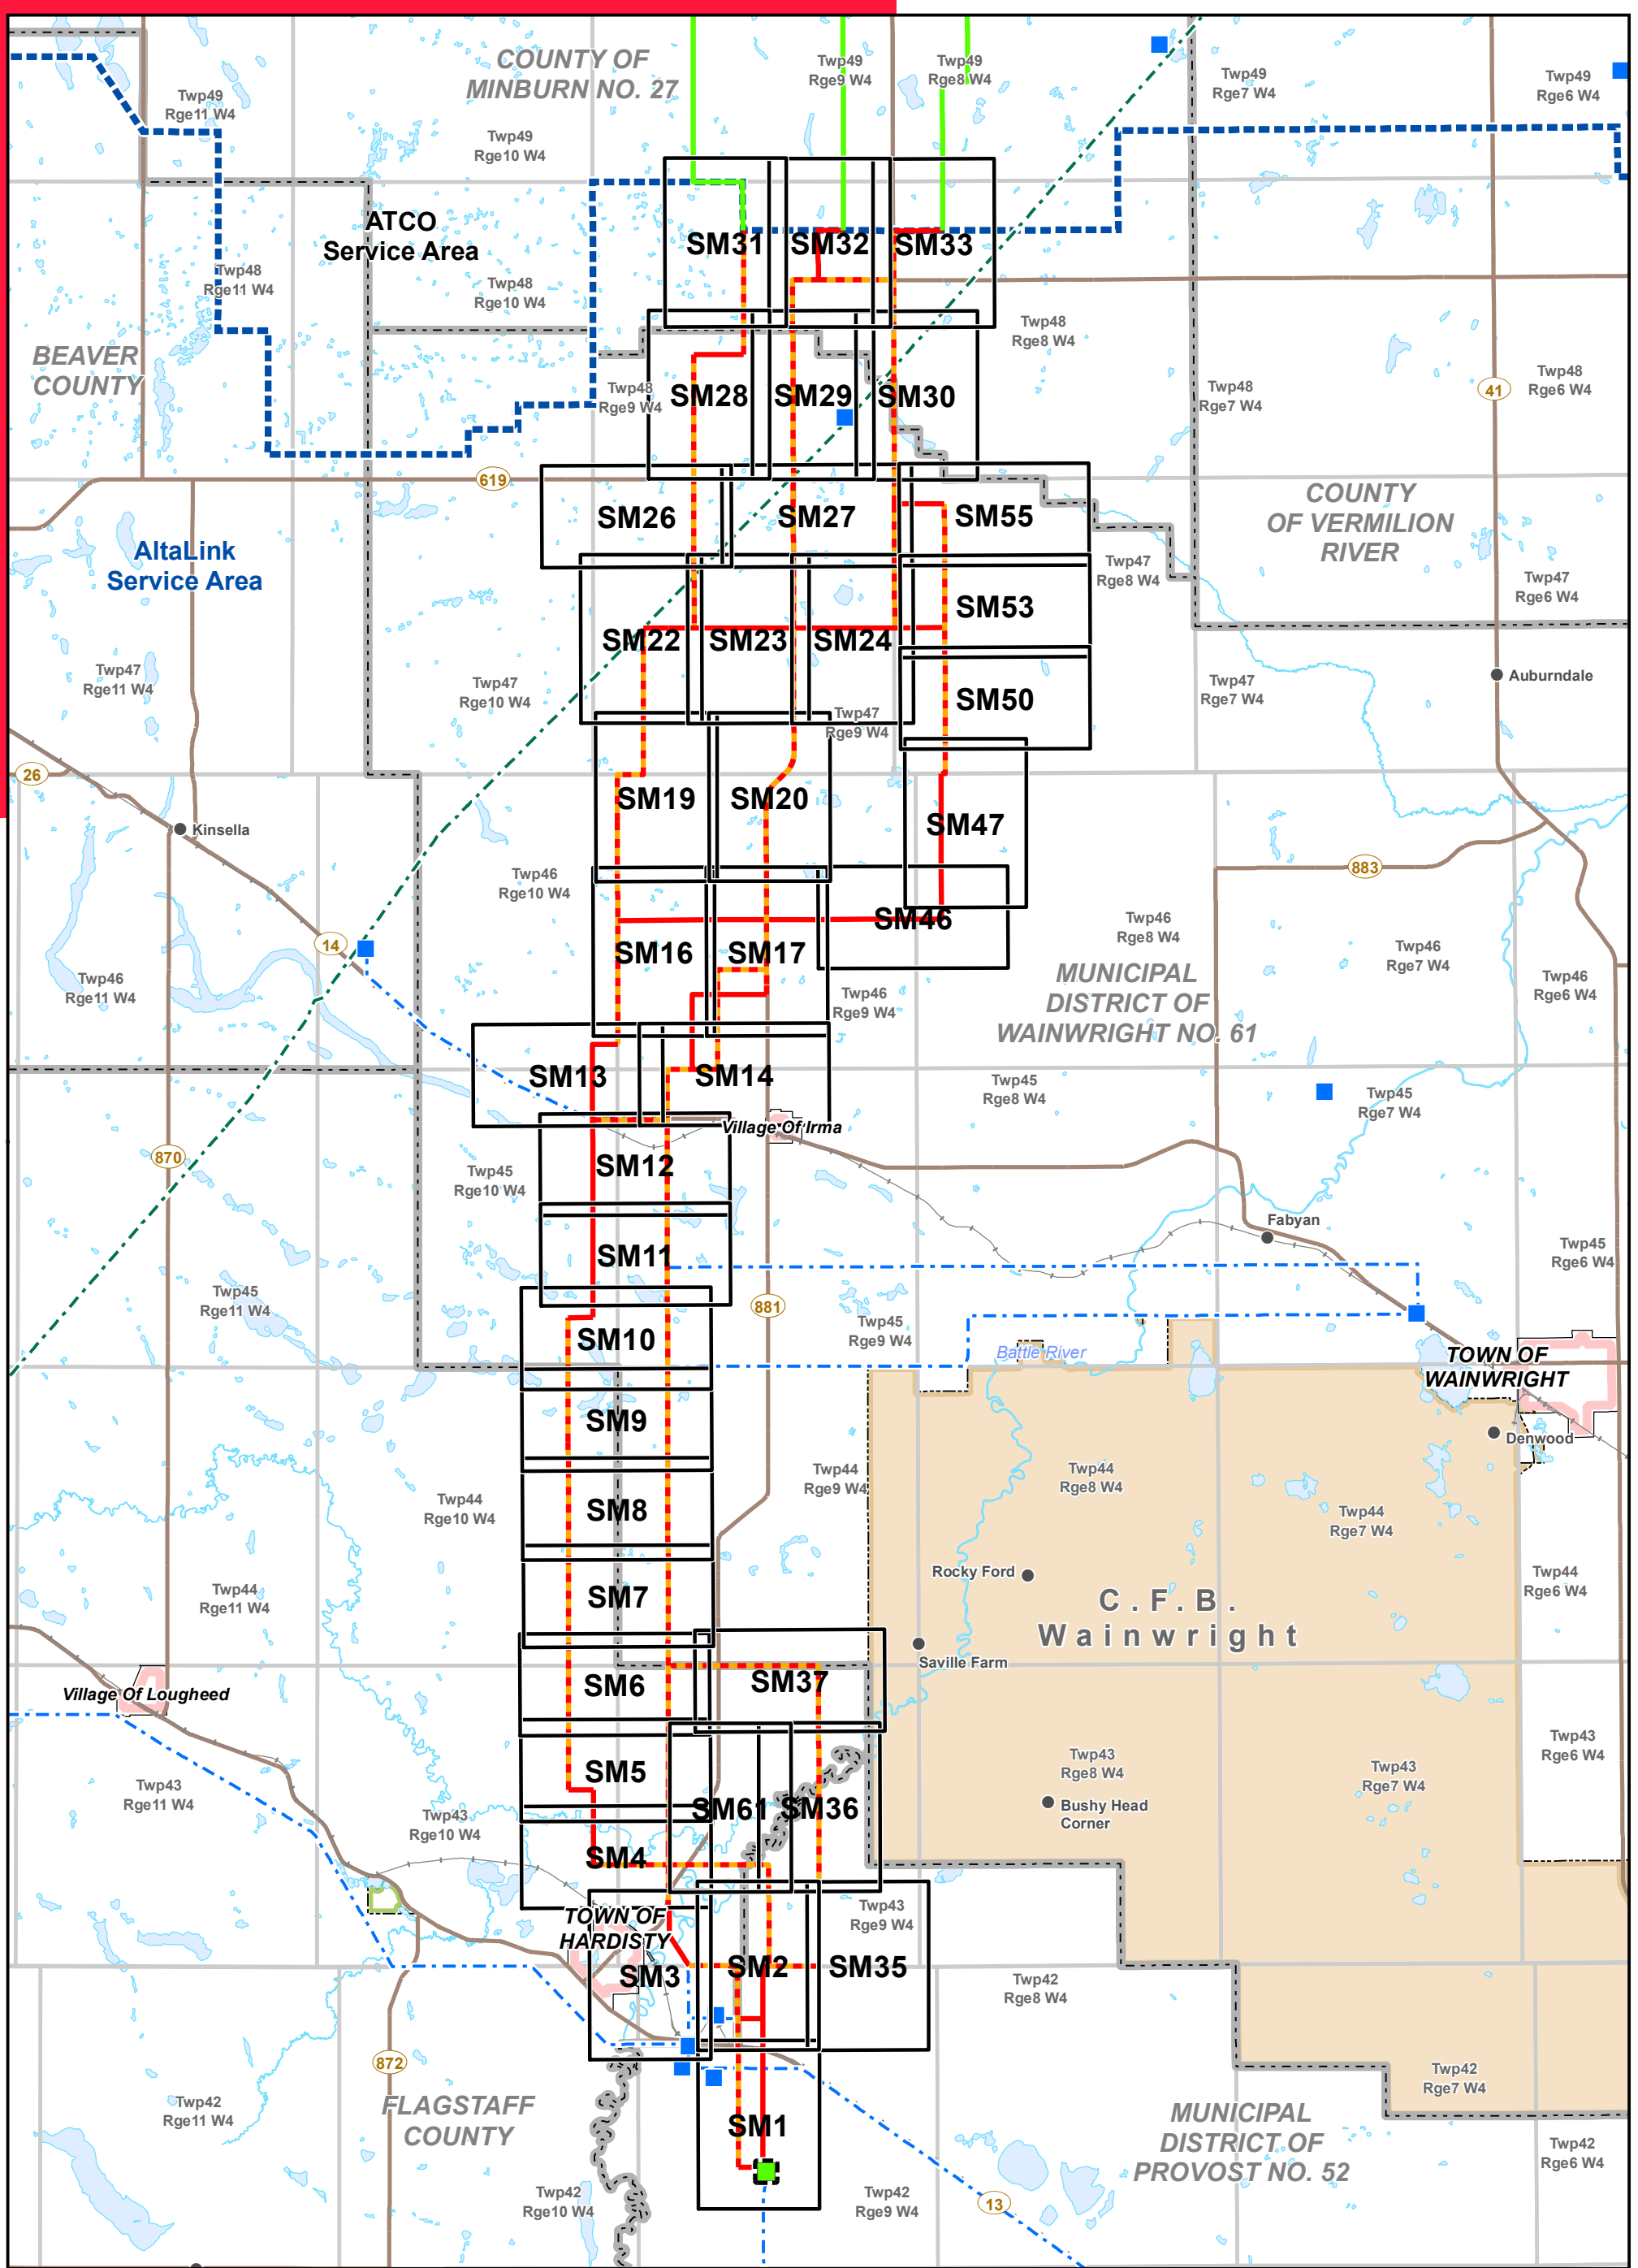 COUNTY OF
MINBURN NO. 27
Twp49
Rge9 W4
Twp49
Rge8 W4
Twp49
Rge7 W4
Twp49
Rge6 W4
Twp49
Rge11 W4
Twp49
Rge10 W4
ATCO
Service Area
SM31
SM32
SM33
Twp48
Rge11 W4
Twp48
Rge10 W4
Twp48
Rge8 W4
BEAVER
COUNTY
Twp48
Rge9 W4
SM28
SM29
SM30
Twp48
Rge7 W4
41
Twp48
Rge6 W4
619
SM26
SM27
SM55
COUNTY
OF VERMILION
RIVER
AltaLink
Service Area
Twp47
Rge8 W4
Twp47
Rge6 W4
SM53
SM22
SM23
SM24
Twp47
Rge11 W4
Twp47
Rge10 W4
SM50
Twp47
Rge7 W4
Auburndale
Twp47
Rge9 W4
26
Kinsella
SM19
SM20
SM47
883
Twp46
Rge10 W4
SM46
14
SM16
SM17
Twp46
Rge8 W4
Twp46
Rge7 W4
Twp46
Rge11 W4
Twp46
Rge9 W4
Twp46
Rge6 W4
MUNICIPAL
DISTRICT OF
WAINWRIGHT NO. 61
SM13
SM14
Twp45
Rge8 W4
Twp45
Rge7 W4
Village Of Irma
870
SM12
Twp45
Rge10 W4
Fabyan
SM11
Twp45
Rge6 W4
Twp45
Rge11 W4
881
SM10
Twp45
Rge9 W4
Battle River
TOWN OF
WAINWRIGHT
SM9
Denwood
Twp44
Rge9 W4
Twp44
Rge8 W4
Twp44
Rge10 W4
SM8
Twp44
Rge7 W4
Rocky Ford
Twp44
Rge11 W4
SM7
C.F.B.
Wainwright
Twp44
Rge6 W4
Saville Farm
Village Of Lougheed
SM6
SM37
Twp43
Rge6 W4
SM5
Twp43
Rge8 W4
Twp43
Rge7 W4
Twp43
Rge11 W4
SM61
SM36
Bushy Head
Corner
Twp43
Rge10 W4
SM4
Twp43
Rge9 W4
TOWN OF
HARDISTY
SM3
SM2
SM35
Twp42
Rge8 W4
872
Twp42
Rge7 W4
Twp42
Rge11 W4
FLAGSTAFF
COUNTY
SM1
MUNICIPAL
DISTRICT OF
PROVOST NO. 52
Twp42
Rge6 W4
Twp42
Rge10 W4
Twp42
Rge9 W4
13